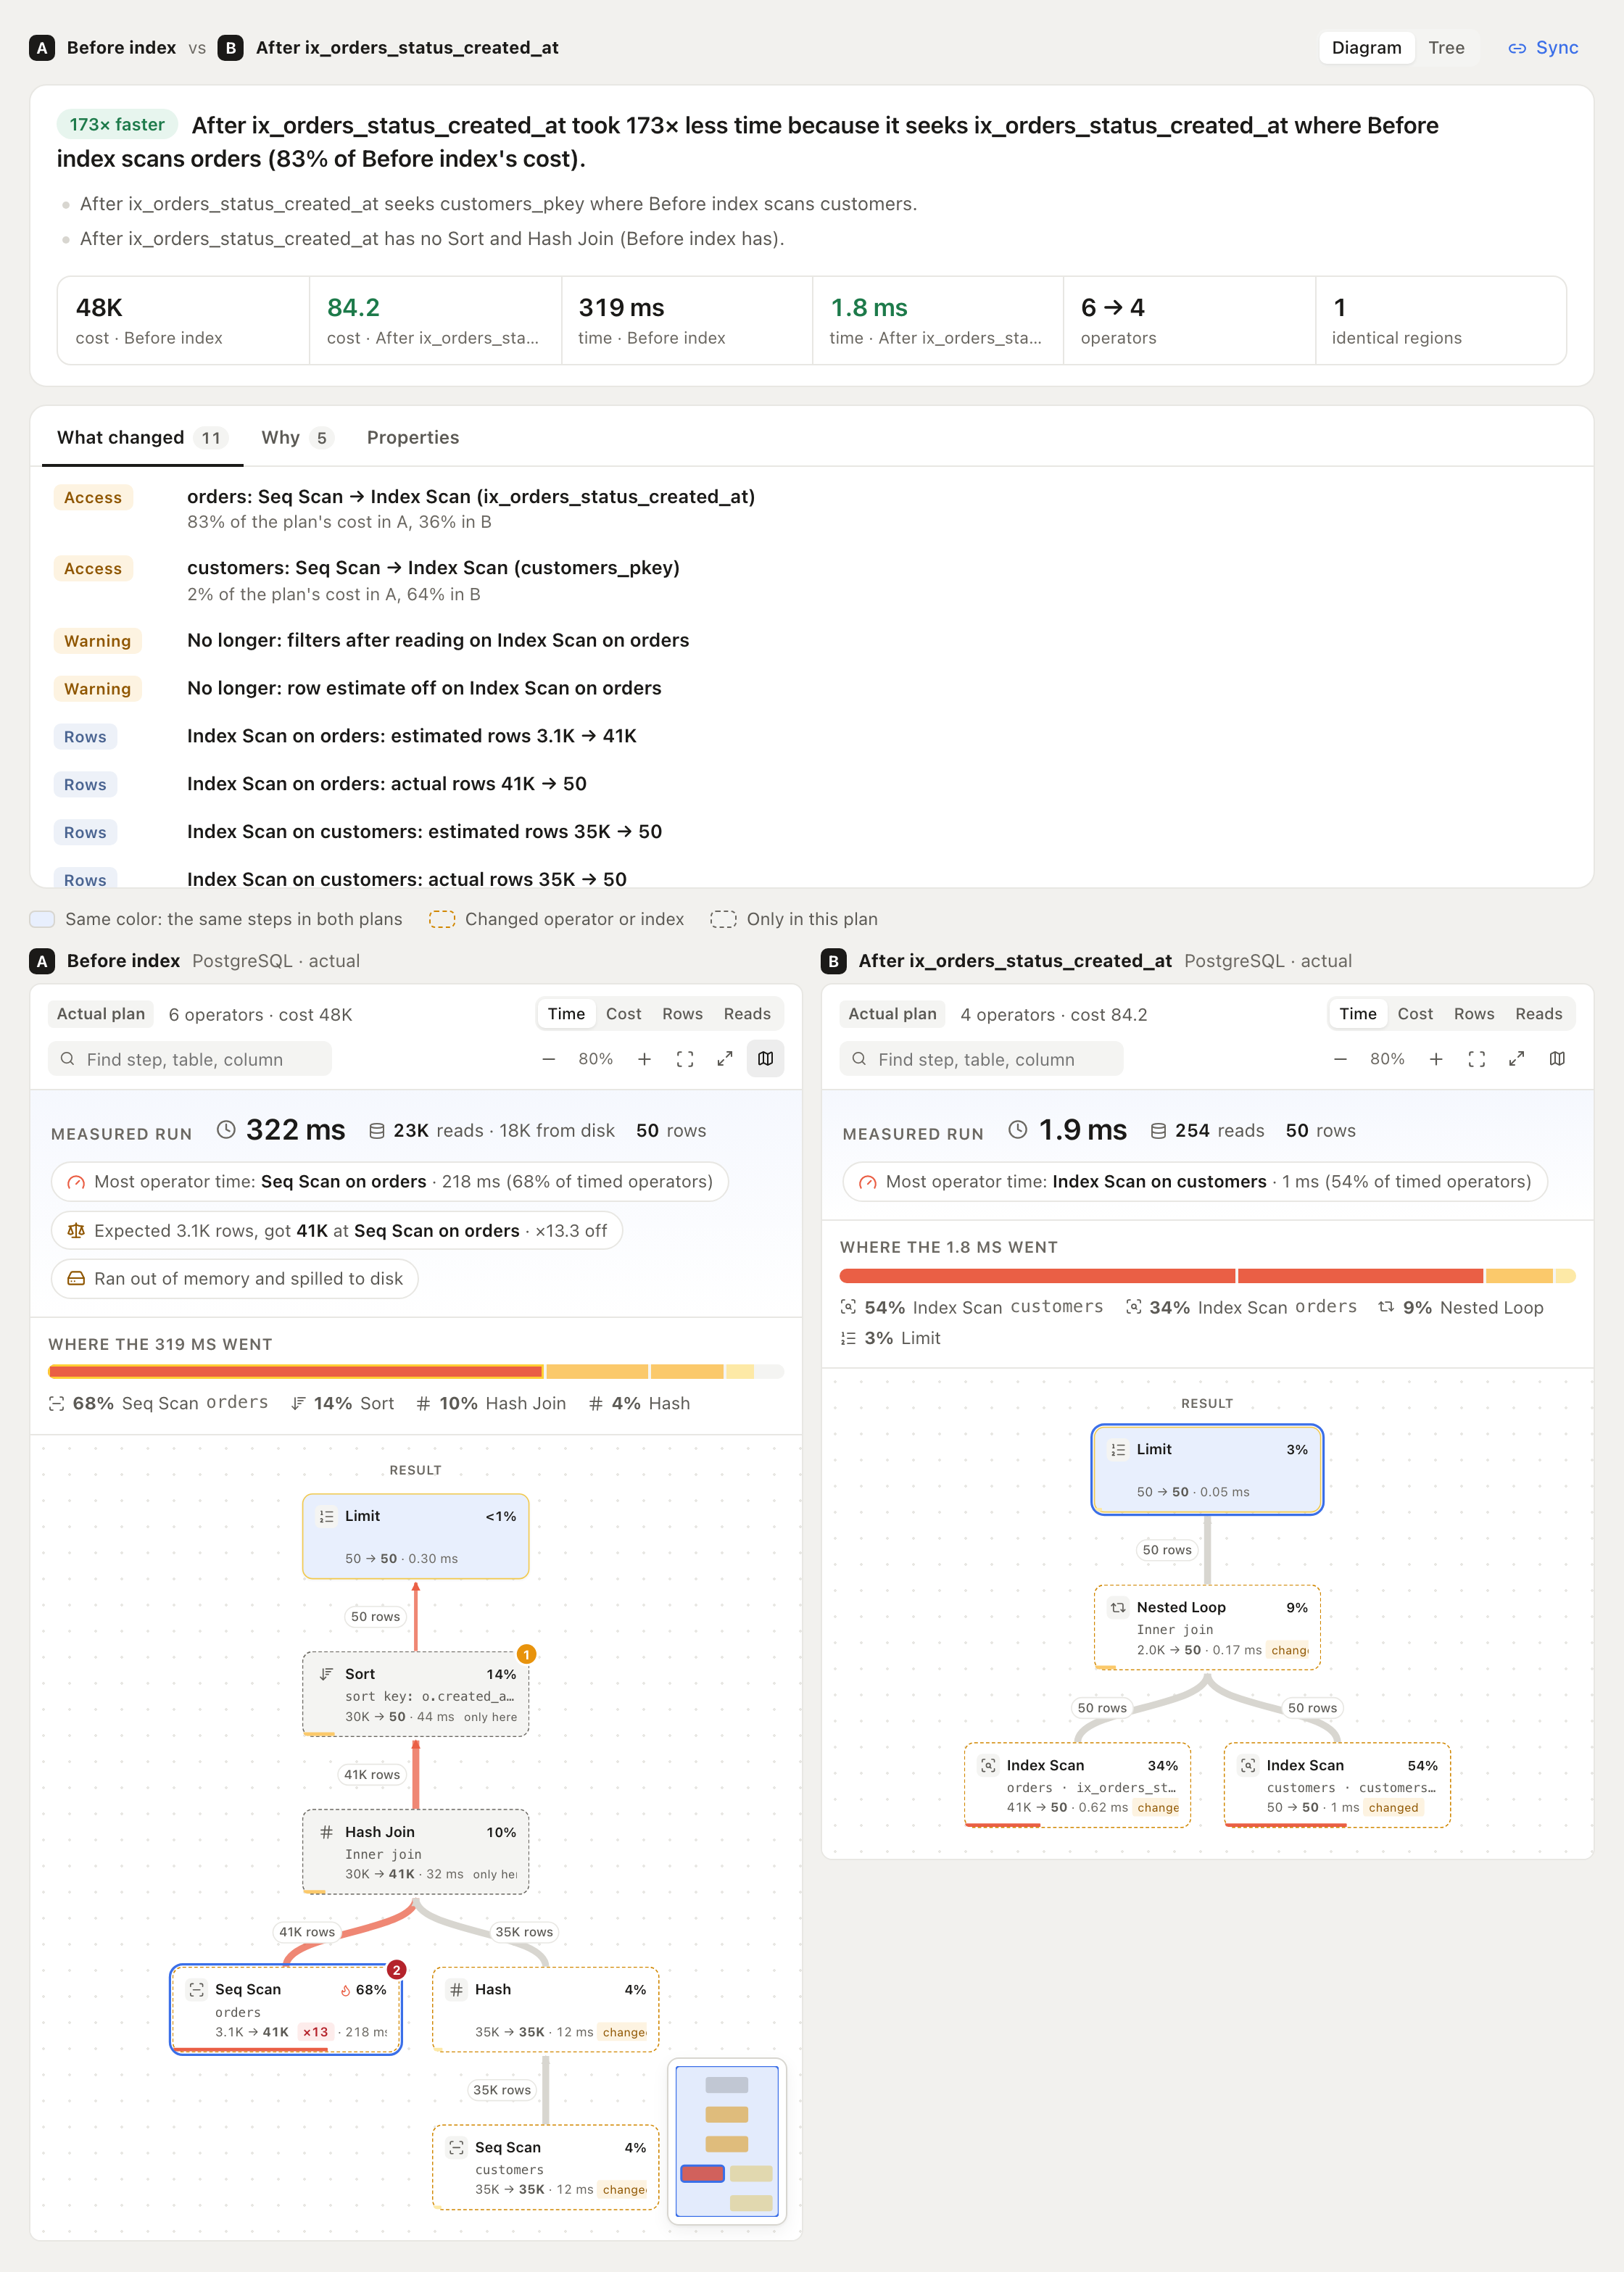 A Before index vs B After ix_orders_status_created_at
Diagram Tree Sync
173× faster After ix_orders_status_created_at took 173× less time because it seeks ix_orders_status_created_at where Before
index scans orders (83% of Before index's cost).
After ix_orders_status_created_at seeks customers_pkey where Before index scans customers.
After ix_orders_status_created_at has no Sort and Hash Join (Before index has).
48K
cost · Before index
84.2
cost · After ix_orders_sta…
319 ms
time · Before index
1.8 ms
time · After ix_orders_sta…
6 → 4
operators
1
identical regions
What changed 11 Why 5 Properties
Access orders: Seq Scan → Index Scan (ix_orders_status_created_at)
83% of the plan's cost in A, 36% in B
Access customers: Seq Scan → Index Scan (customers_pkey)
2% of the plan's cost in A, 64% in B
Warning No longer: filters after reading on Index Scan on orders
Warning No longer: row estimate off on Index Scan on orders
Rows Index Scan on orders: estimated rows 3.1K → 41K
Rows Index Scan on orders: actual rows 41K → 50
Rows Index Scan on customers: estimated rows 35K → 50
Rows Index Scan on customers: actual rows 35K → 50
Same color: the same steps in both plans Changed operator or index Only in this plan
A Before index PostgreSQL · actual
Actual plan 6 operators · cost 48K
Time Cost Rows Reads
Find step, table, column
− 80% +
MEASURED RUN 322 ms 23K reads · 18K from disk 50 rows
Most operator time: Seq Scan on orders · 218 ms (68% of timed operators)
Expected 3.1K rows, got 41K at Seq Scan on orders · ×13.3 off
Ran out of memory and spilled to disk
WHERE THE 319 MS WENT
68% Seq Scan orders 14% Sort 10% Hash Join 4% Hash
RESULT
Limit <1%
50 → 50 · 0.30 ms
50 rows
1
Sort 14%
sort key: o.created_a…
30K → 50 · 44 ms only here
41K rows
Hash Join 10%
Inner join
30K → 41K · 32 ms only her
41K rows 35K rows
2
Seq Scan 68%
orders
3.1K → 41K ×13 · 218 ms
Hash 4%
35K → 35K · 12 ms change
35K rows
Seq Scan 4%
customers
35K → 35K · 12 ms change
B After ix_orders_status_created_at PostgreSQL · actual
Actual plan 4 operators · cost 84.2
Time Cost Rows Reads
Find step, table, column
− 80% +
MEASURED RUN 1.9 ms 254 reads 50 rows
Most operator time: Index Scan on customers · 1 ms (54% of timed operators)
WHERE THE 1.8 MS WENT
54% Index Scan customers 34% Index Scan orders 9% Nested Loop
3% Limit
RESULT
Limit 3%
50 → 50 · 0.05 ms
50 rows
Nested Loop 9%
Inner join
2.0K → 50 · 0.17 ms chang
50 rows 50 rows
Index Scan 34%
orders · ix_orders_st…
41K → 50 · 0.62 ms change
Index Scan 54%
customers · customers…
50 → 50 · 1 ms changed